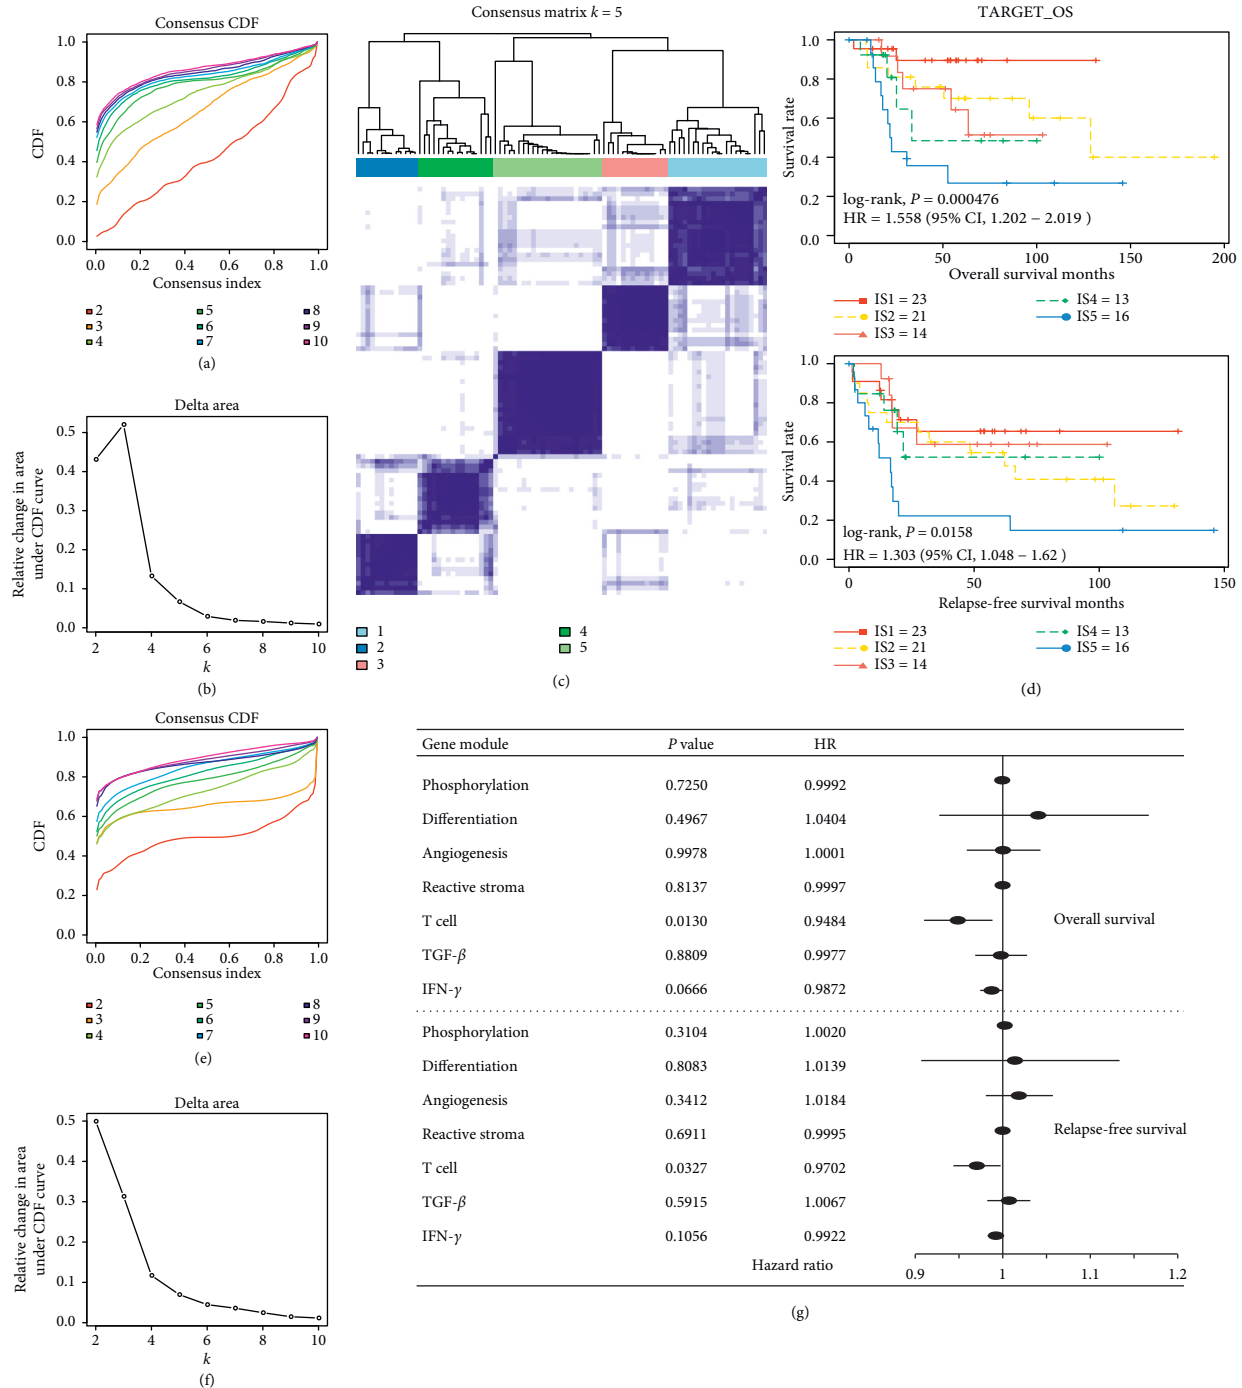 Consensus CDF
1.0
0.8
0.6
0.4
0.2
0.0
CDF
0.0 0.2 0.4 0.6 0.8 1.0
Consensus index
2 5 8
3 6 9
4 7 10
(a)
Delta area
0.5
0.4
0.3
0.2
0.1
0.0
Relative change in area
under CDF curve
2 4 6 8 10
k
(b)
Consensus matrix k = 5
1 4
2 5
3
(c)
TARGET_OS
1.0
0.8
0.6
0.4
0.2
0.0
Survival rate
log-rank, P = 0.000476
HR = 1.558 (95% CI, 1.202 − 2.019 )
0 50 100 150 200
Overall survival months
IS1 = 23 IS4 = 13
IS2 = 21 IS5 = 16
IS3 = 14
1.0
0.8
0.6
0.4
0.2
0.0
Survival rate
log-rank, P = 0.0158
HR = 1.303 (95% CI, 1.048 − 1.62 )
0 50 100 150
Relapse-free survival months
IS1 = 23 IS4 = 13
IS2 = 21 IS5 = 16
IS3 = 14
(d)
Consensus CDF
1.0
0.8
0.6
0.4
0.2
0.0
CDF
0.0 0.2 0.4 0.6 0.8 1.0
Consensus index
2 5 8
3 6 9
4 7 10
(e)
Delta area
0.5
0.4
0.3
0.2
0.1
0.0
Relative change in area
under CDF curve
2 4 6 8 10
k
(f)
Gene module P value HR
Phosphorylation 0.7250 0.9992
Differentiation 0.4967 1.0404
Angiogenesis 0.9978 1.0001
Reactive stroma 0.8137 0.9997
T cell 0.0130 0.9484 Overall survival
TGF-β 0.8809 0.9977
IFN-γ 0.0666 0.9872
Phosphorylation 0.3104 1.0020
Differentiation 0.8083 1.0139
Angiogenesis 0.3412 1.0184
Reactive stroma 0.6911 0.9995 Relapse-free survival
T cell 0.0327 0.9702
TGF-β 0.5915 1.0067
IFN-γ 0.1056 0.9922
Hazard ratio 0.9 1 1.1 1.2
(g)